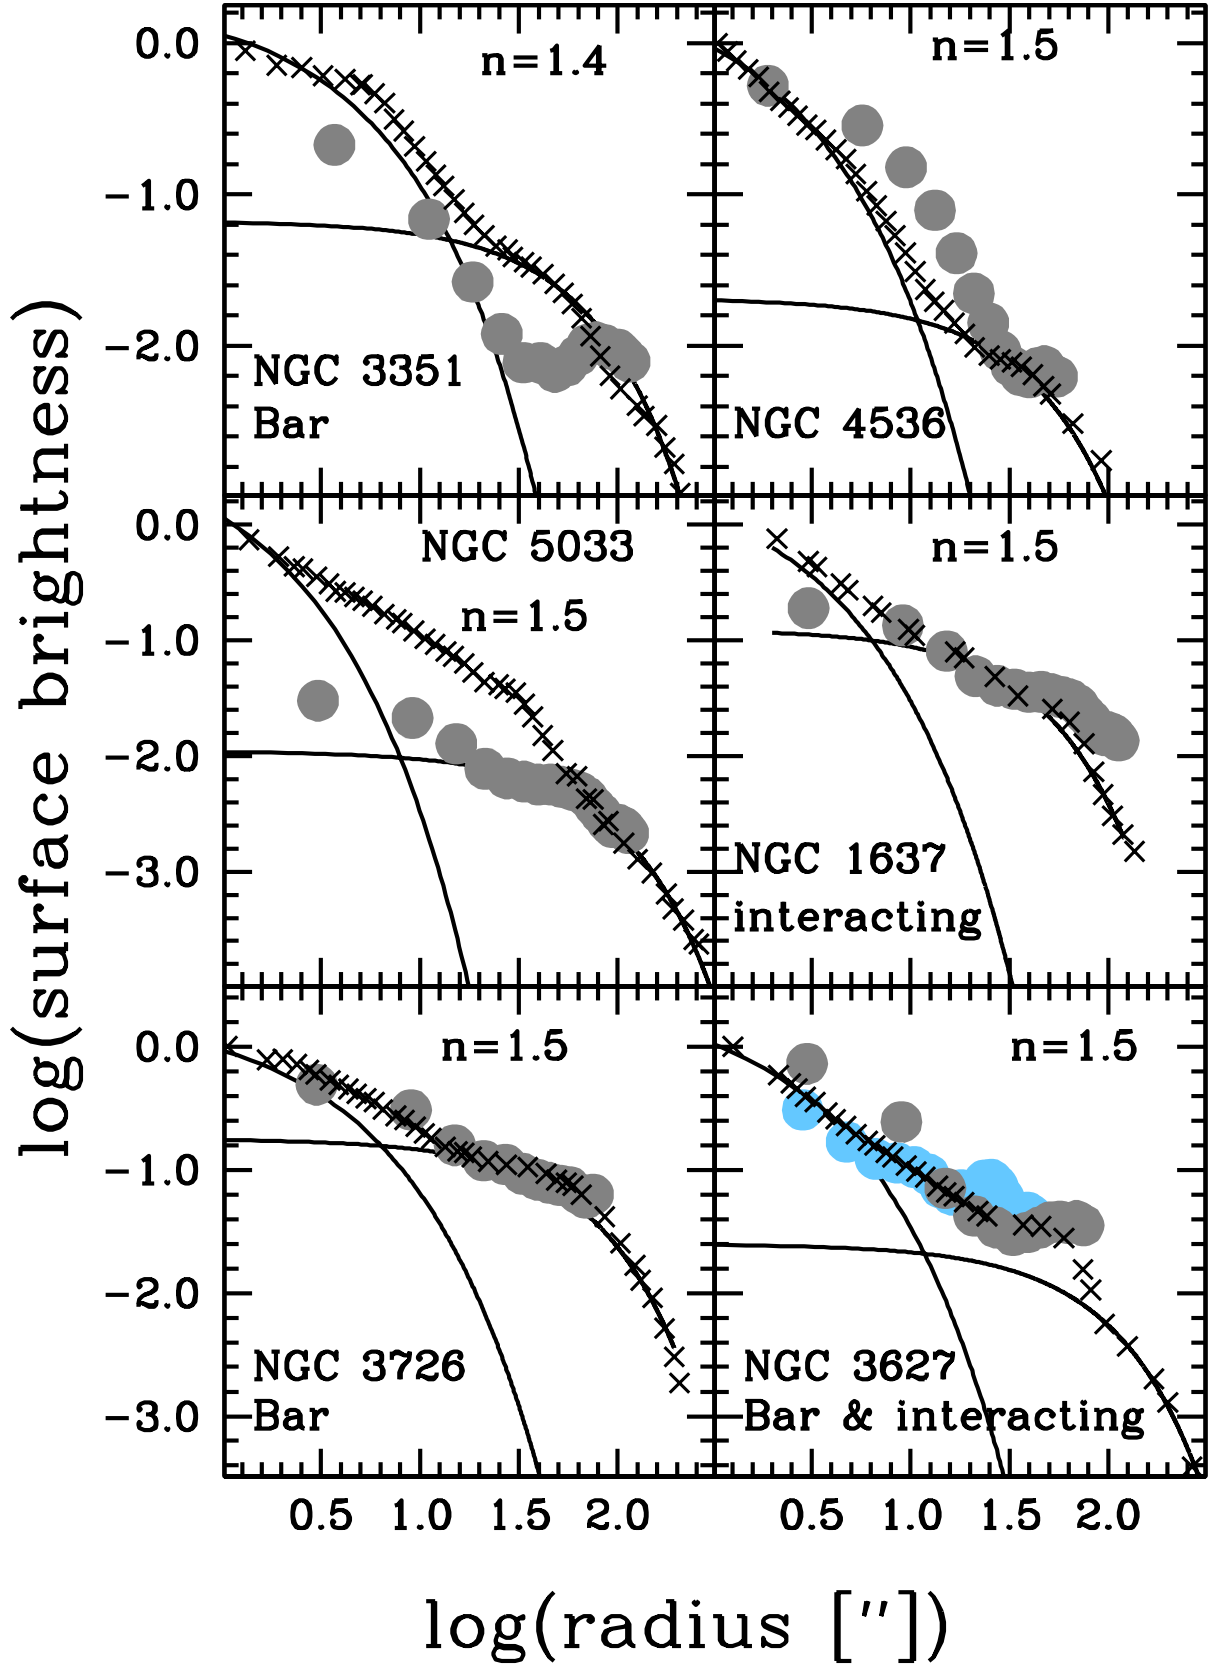 log(surface brightness)
0.0
−1.0
−2.0
n=1.4
NGC 3351
Bar
n=1.5
NGC 4536
0.0
−1.0
−2.0
−3.0
NGC 5033
n=1.5
n=1.5
NGC 1637
interacting
0.0
−1.0
−2.0
−3.0
n=1.5
NGC 3726
Bar
n=1.5
NGC 3627
Bar & interacting
0.5 1.0 1.5 2.0
0.5 1.0 1.5 2.0
log(radius ["])